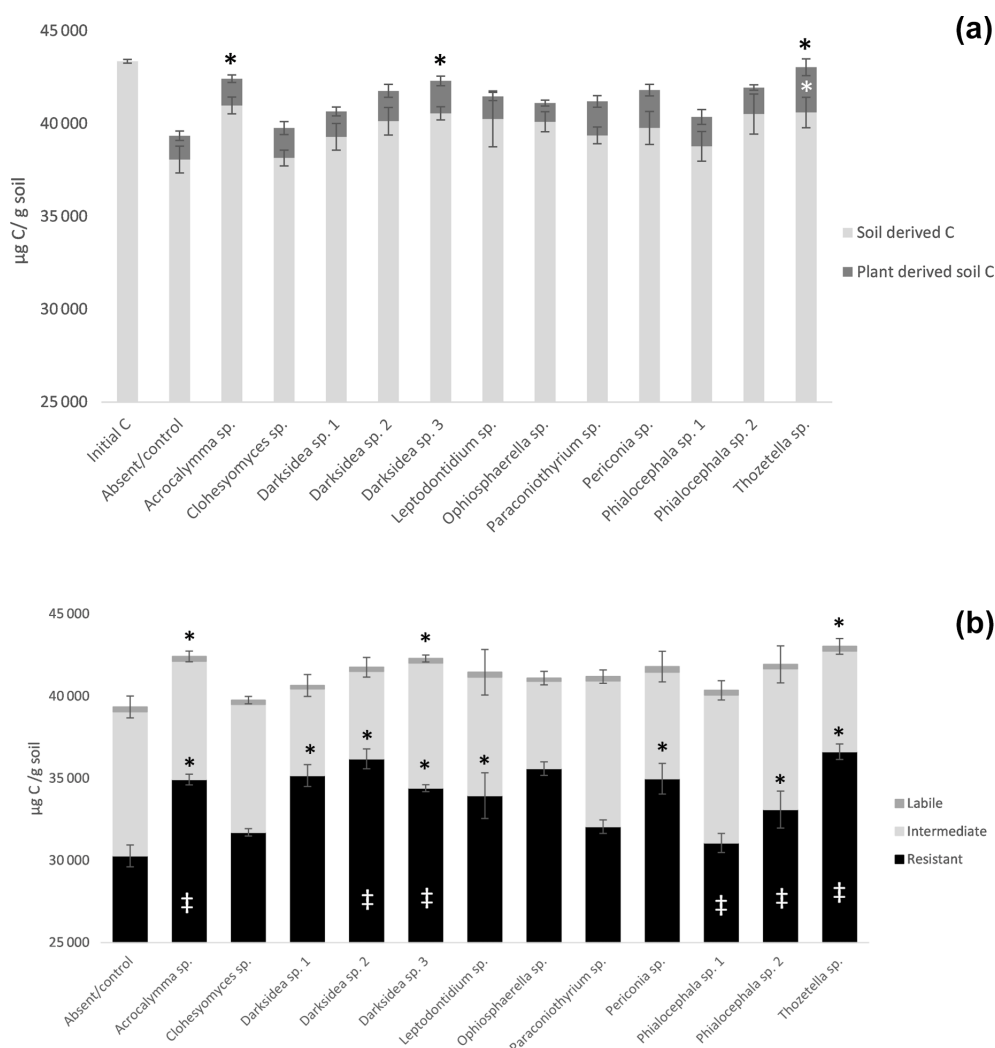 (a)
45 000
40 000
35 000
30 000
25 000
µg C/ g soil
*
*
*
*
Soil derived C
Plant derived soil C
Initial C
Absent/control
Acrocalymma sp.
Clohesyomyces sp.
Darksidea sp. 1
Darksidea sp. 2
Darksidea sp. 3
Leptodontidium sp.
Ophiosphaerella sp.
Paraconiothyrium sp.
Periconia sp.
Phialocephala sp. 1
Phialocephala sp. 2
Thozetella sp.
(b)
45 000
40 000
35 000
30 000
25 000
µg C /g soil
* * *
* * * * * * * *
‡ ‡ ‡ ‡ ‡ ‡
Labile
Intermediate
Resistant
Absent/control
Acrocalymma sp.
Clohesyomyces sp.
Darksidea sp. 1
Darksidea sp. 2
Darksidea sp. 3
Leptodontidium sp.
Ophiosphaerella sp.
Paraconiothyrium sp.
Periconia sp.
Phialocephala sp. 1
Phialocephala sp. 2
Thozetella sp.